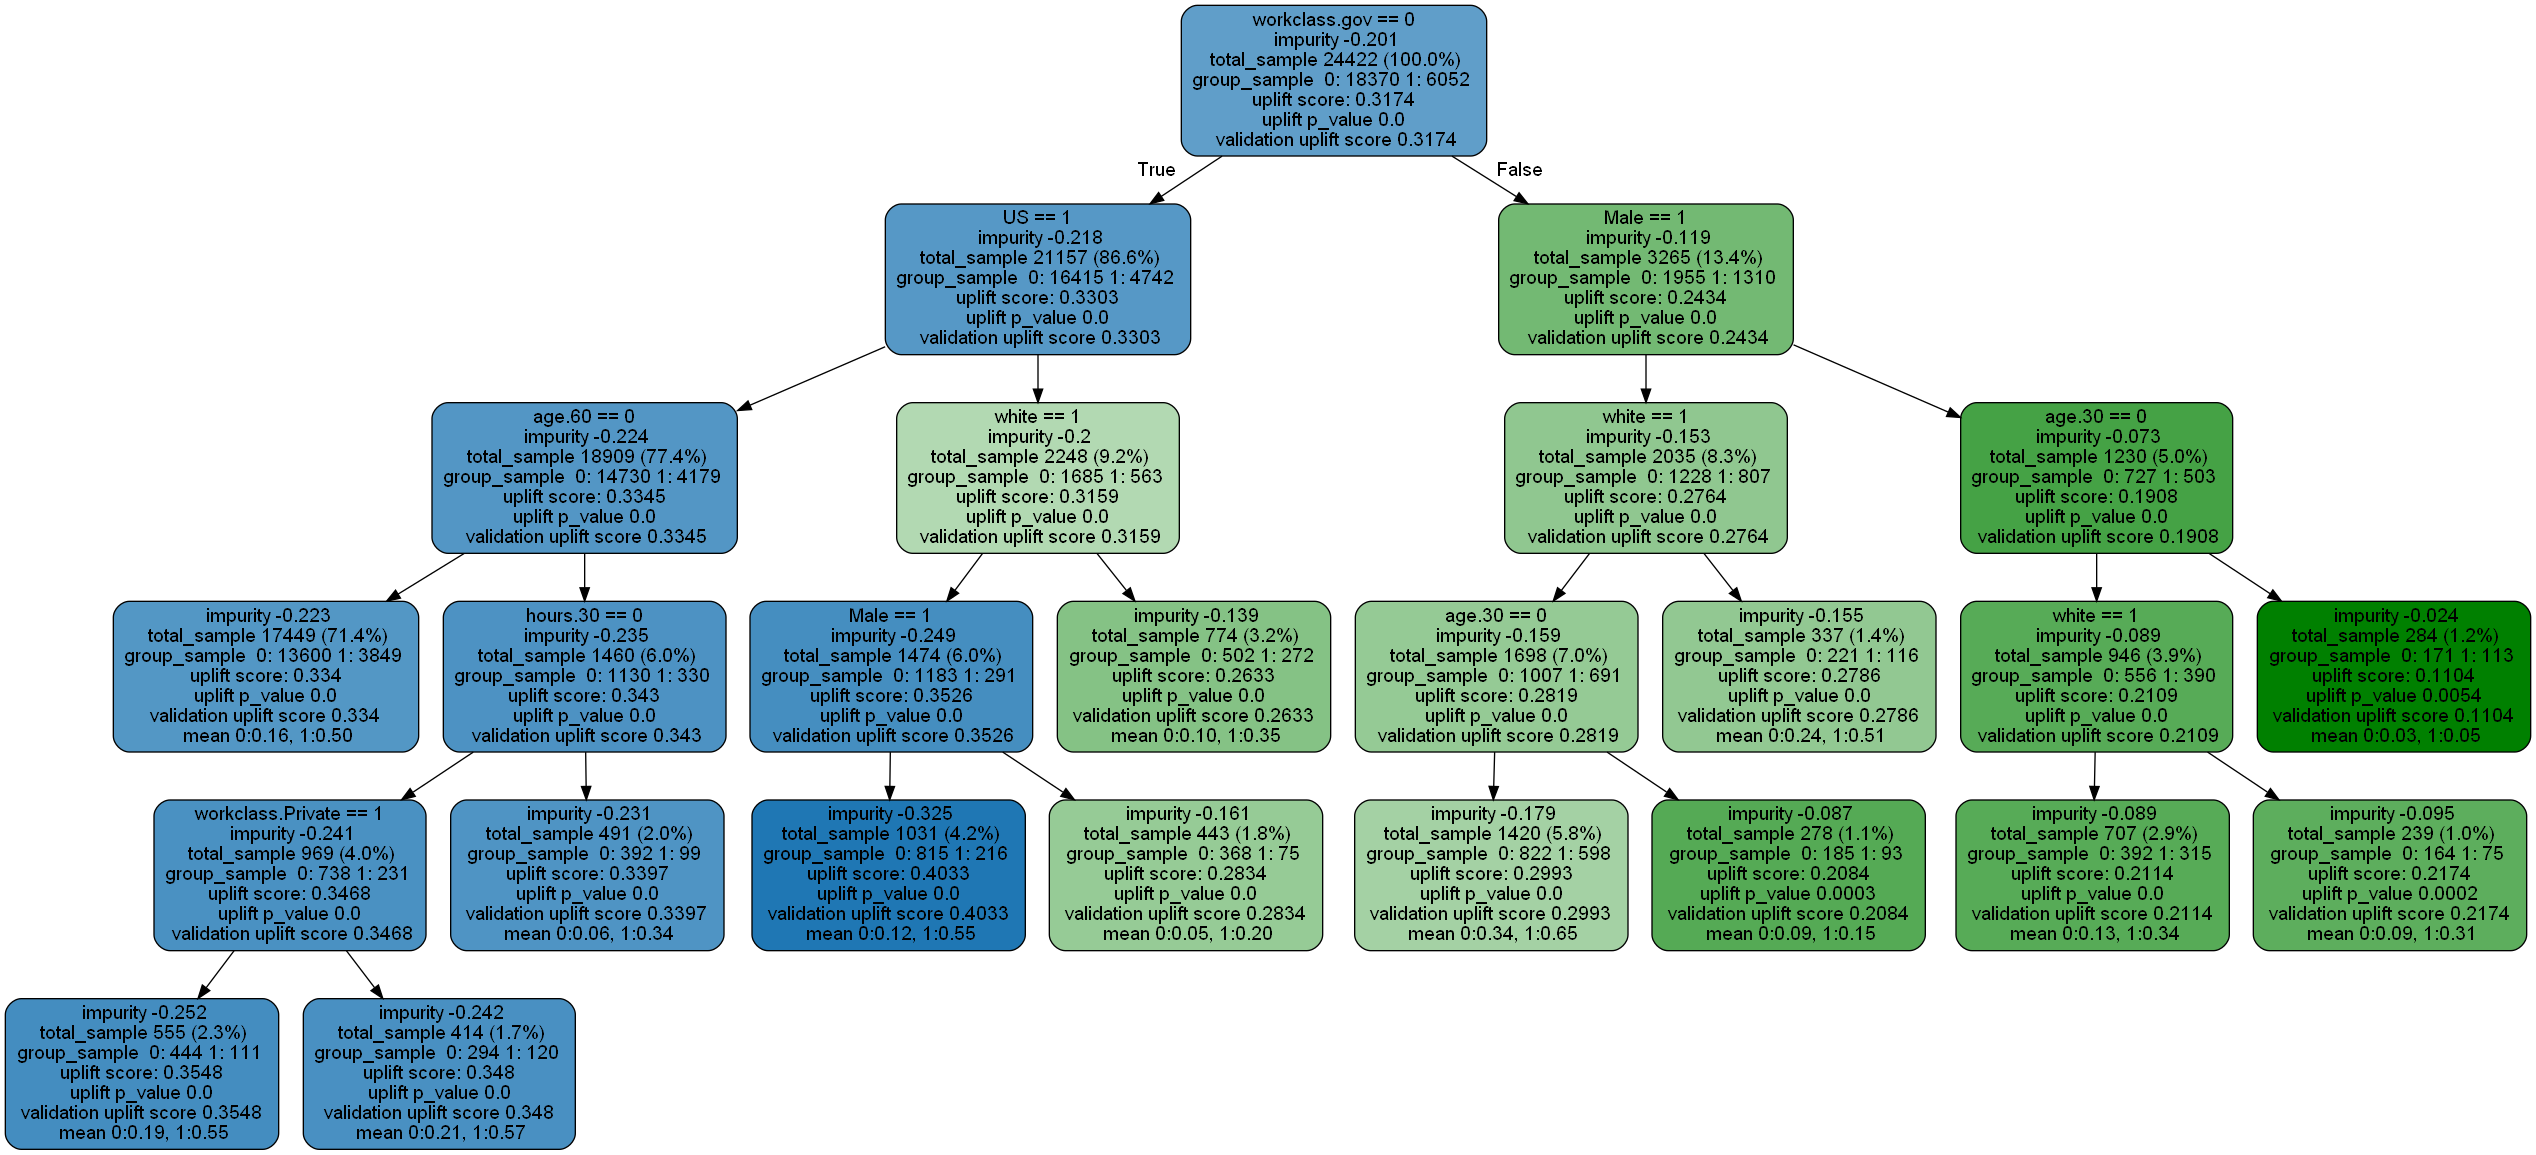 workclass.gov == 0
impurity -0.201
total_sample 24422 (100.0%)
group_sample 0: 18370 1: 6052
uplift score: 0.3174
uplift p_value 0.0
validation uplift score 0.3174
True
False
US == 1
impurity -0.218
total_sample 21157 (86.6%)
group_sample 0: 16415 1: 4742
uplift score: 0.3303
uplift p_value 0.0
validation uplift score 0.3303
Male == 1
impurity -0.119
total_sample 3265 (13.4%)
group_sample 0: 1955 1: 1310
uplift score: 0.2434
uplift p_value 0.0
validation uplift score 0.2434
age.60 == 0
impurity -0.224
total_sample 18909 (77.4%)
group_sample 0: 14730 1: 4179
uplift score: 0.3345
uplift p_value 0.0
validation uplift score 0.3345
white == 1
impurity -0.2
total_sample 2248 (9.2%)
group_sample 0: 1685 1: 563
uplift score: 0.3159
uplift p_value 0.0
validation uplift score 0.3159
white == 1
impurity -0.153
total_sample 2035 (8.3%)
group_sample 0: 1228 1: 807
uplift score: 0.2764
uplift p_value 0.0
validation uplift score 0.2764
age.30 == 0
impurity -0.073
total_sample 1230 (5.0%)
group_sample 0: 727 1: 503
uplift score: 0.1908
uplift p_value 0.0
validation uplift score 0.1908
impurity -0.223
total_sample 17449 (71.4%)
group_sample 0: 13600 1: 3849
uplift score: 0.334
uplift p_value 0.0
validation uplift score 0.334
mean 0:0.16, 1:0.50
hours.30 == 0
impurity -0.235
total_sample 1460 (6.0%)
group_sample 0: 1130 1: 330
uplift score: 0.343
uplift p_value 0.0
validation uplift score 0.343
Male == 1
impurity -0.249
total_sample 1474 (6.0%)
group_sample 0: 1183 1: 291
uplift score: 0.3526
uplift p_value 0.0
validation uplift score 0.3526
impurity -0.139
total_sample 774 (3.2%)
group_sample 0: 502 1: 272
uplift score: 0.2633
uplift p_value 0.0
validation uplift score 0.2633
mean 0:0.10, 1:0.35
age.30 == 0
impurity -0.159
total_sample 1698 (7.0%)
group_sample 0: 1007 1: 691
uplift score: 0.2819
uplift p_value 0.0
validation uplift score 0.2819
impurity -0.155
total_sample 337 (1.4%)
group_sample 0: 221 1: 116
uplift score: 0.2786
uplift p_value 0.0
validation uplift score 0.2786
mean 0:0.24, 1:0.51
white == 1
impurity -0.089
total_sample 946 (3.9%)
group_sample 0: 556 1: 390
uplift score: 0.2109
uplift p_value 0.0
validation uplift score 0.2109
impurity -0.024
total_sample 284 (1.2%)
group_sample 0: 171 1: 113
uplift score: 0.1104
uplift p_value 0.0054
validation uplift score 0.1104
mean 0:0.03, 1:0.05
workclass.Private == 1
impurity -0.241
total_sample 969 (4.0%)
group_sample 0: 738 1: 231
uplift score: 0.3468
uplift p_value 0.0
validation uplift score 0.3468
impurity -0.231
total_sample 491 (2.0%)
group_sample 0: 392 1: 99
uplift score: 0.3397
uplift p_value 0.0
validation uplift score 0.3397
mean 0:0.06, 1:0.34
impurity -0.325
total_sample 1031 (4.2%)
group_sample 0: 815 1: 216
uplift score: 0.4033
uplift p_value 0.0
validation uplift score 0.4033
mean 0:0.12, 1:0.55
impurity -0.161
total_sample 443 (1.8%)
group_sample 0: 368 1: 75
uplift score: 0.2834
uplift p_value 0.0
validation uplift score 0.2834
mean 0:0.05, 1:0.20
impurity -0.179
total_sample 1420 (5.8%)
group_sample 0: 822 1: 598
uplift score: 0.2993
uplift p_value 0.0
validation uplift score 0.2993
mean 0:0.34, 1:0.65
impurity -0.087
total_sample 278 (1.1%)
group_sample 0: 185 1: 93
uplift score: 0.2084
uplift p_value 0.0003
validation uplift score 0.2084
mean 0:0.09, 1:0.15
impurity -0.089
total_sample 707 (2.9%)
group_sample 0: 392 1: 315
uplift score: 0.2114
uplift p_value 0.0
validation uplift score 0.2114
mean 0:0.13, 1:0.34
impurity -0.095
total_sample 239 (1.0%)
group_sample 0: 164 1: 75
uplift score: 0.2174
uplift p_value 0.0002
validation uplift score 0.2174
mean 0:0.09, 1:0.31
impurity -0.252
total_sample 555 (2.3%)
group_sample 0: 444 1: 111
uplift score: 0.3548
uplift p_value 0.0
validation uplift score 0.3548
mean 0:0.19, 1:0.55
impurity -0.242
total_sample 414 (1.7%)
group_sample 0: 294 1: 120
uplift score: 0.348
uplift p_value 0.0
validation uplift score 0.348
mean 0:0.21, 1:0.57